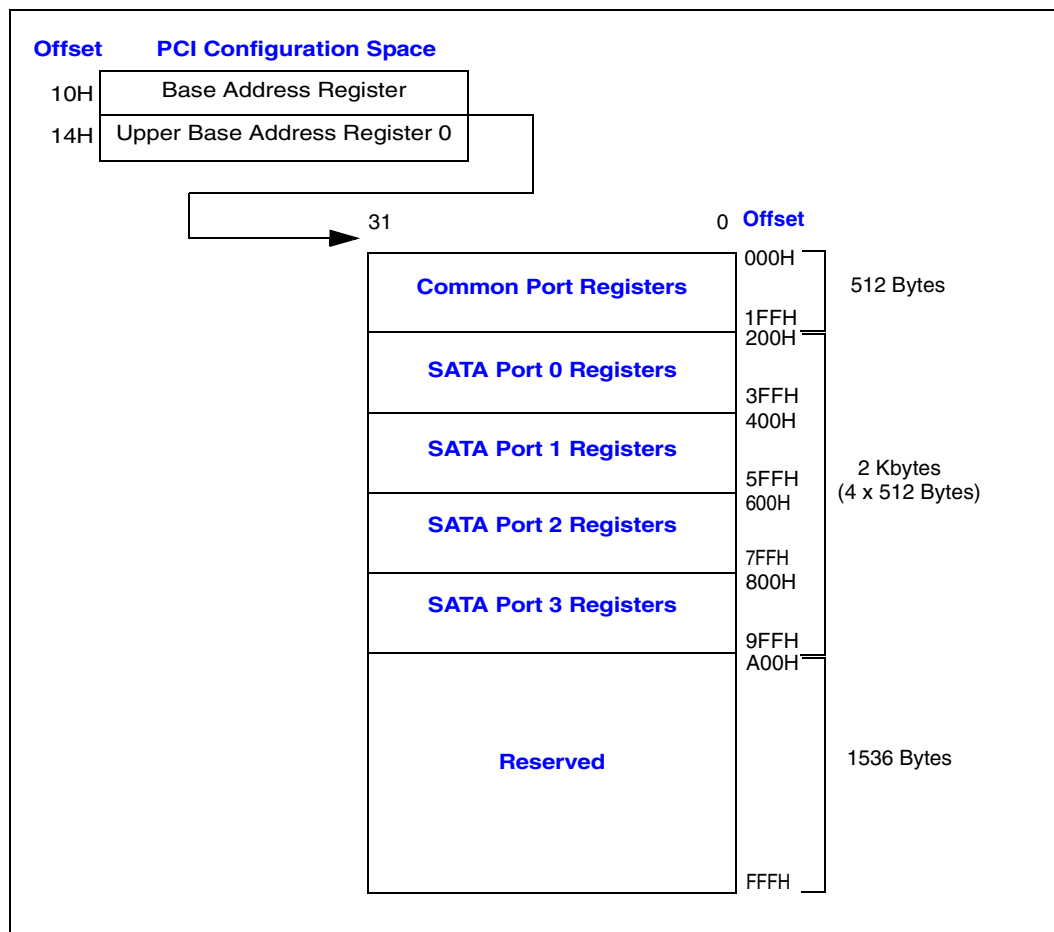 Offset PCI Configuration Space
10H Base Address Register
14H Upper Base Address Register 0
31 0 Offset
000H
Common Port Registers 512 Bytes
1FFH
200H
SATA Port 0 Registers
3FFH
400H
SATA Port 1 Registers
2 Kbytes
5FFH
(4 x 512 Bytes)
600H
SATA Port 2 Registers
7FFH
800H
SATA Port 3 Registers
9FFH
A00H
Reserved 1536 Bytes
FFFH